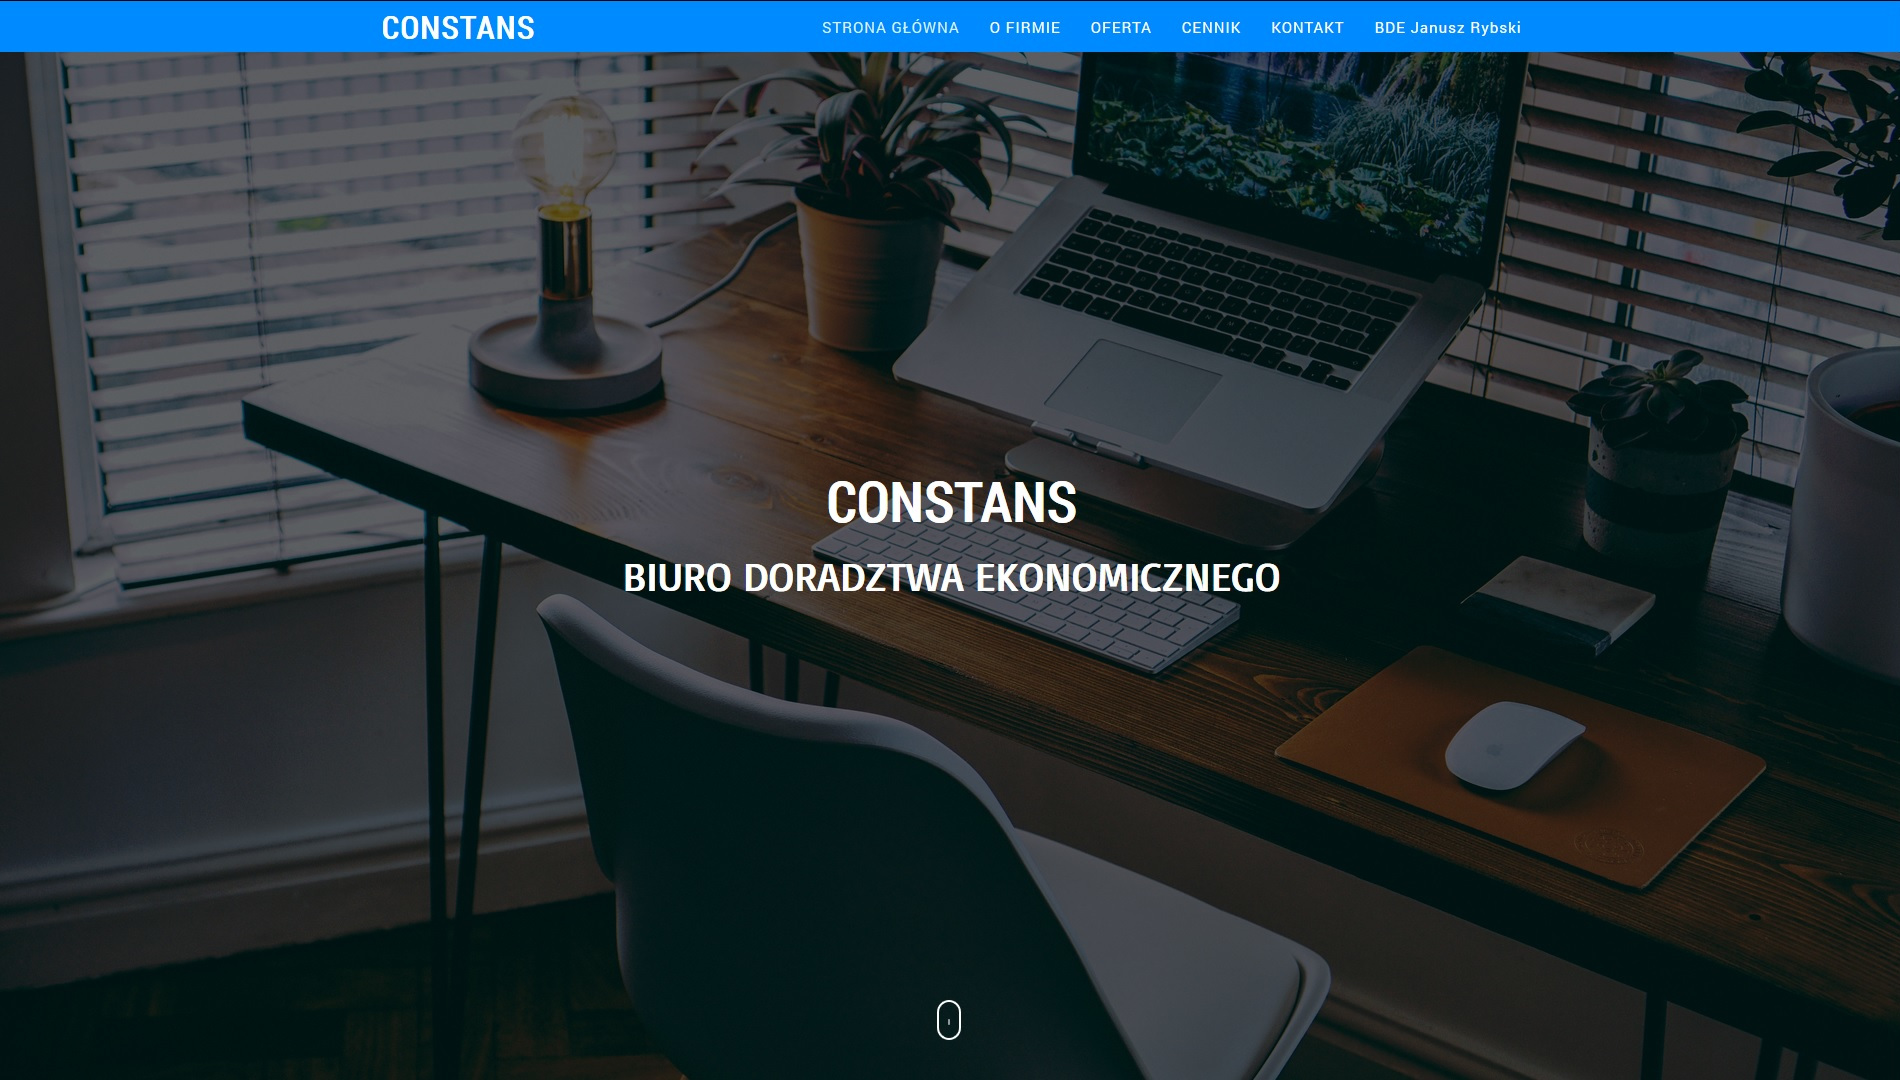 CONSTANS
STRONA GŁÓWNA O FIRMIE OFERTA CENNIK KONTAKT BDE Janusz Rybski
CONSTANS
BIURO DORADZTWA EKONOMICZNEGO